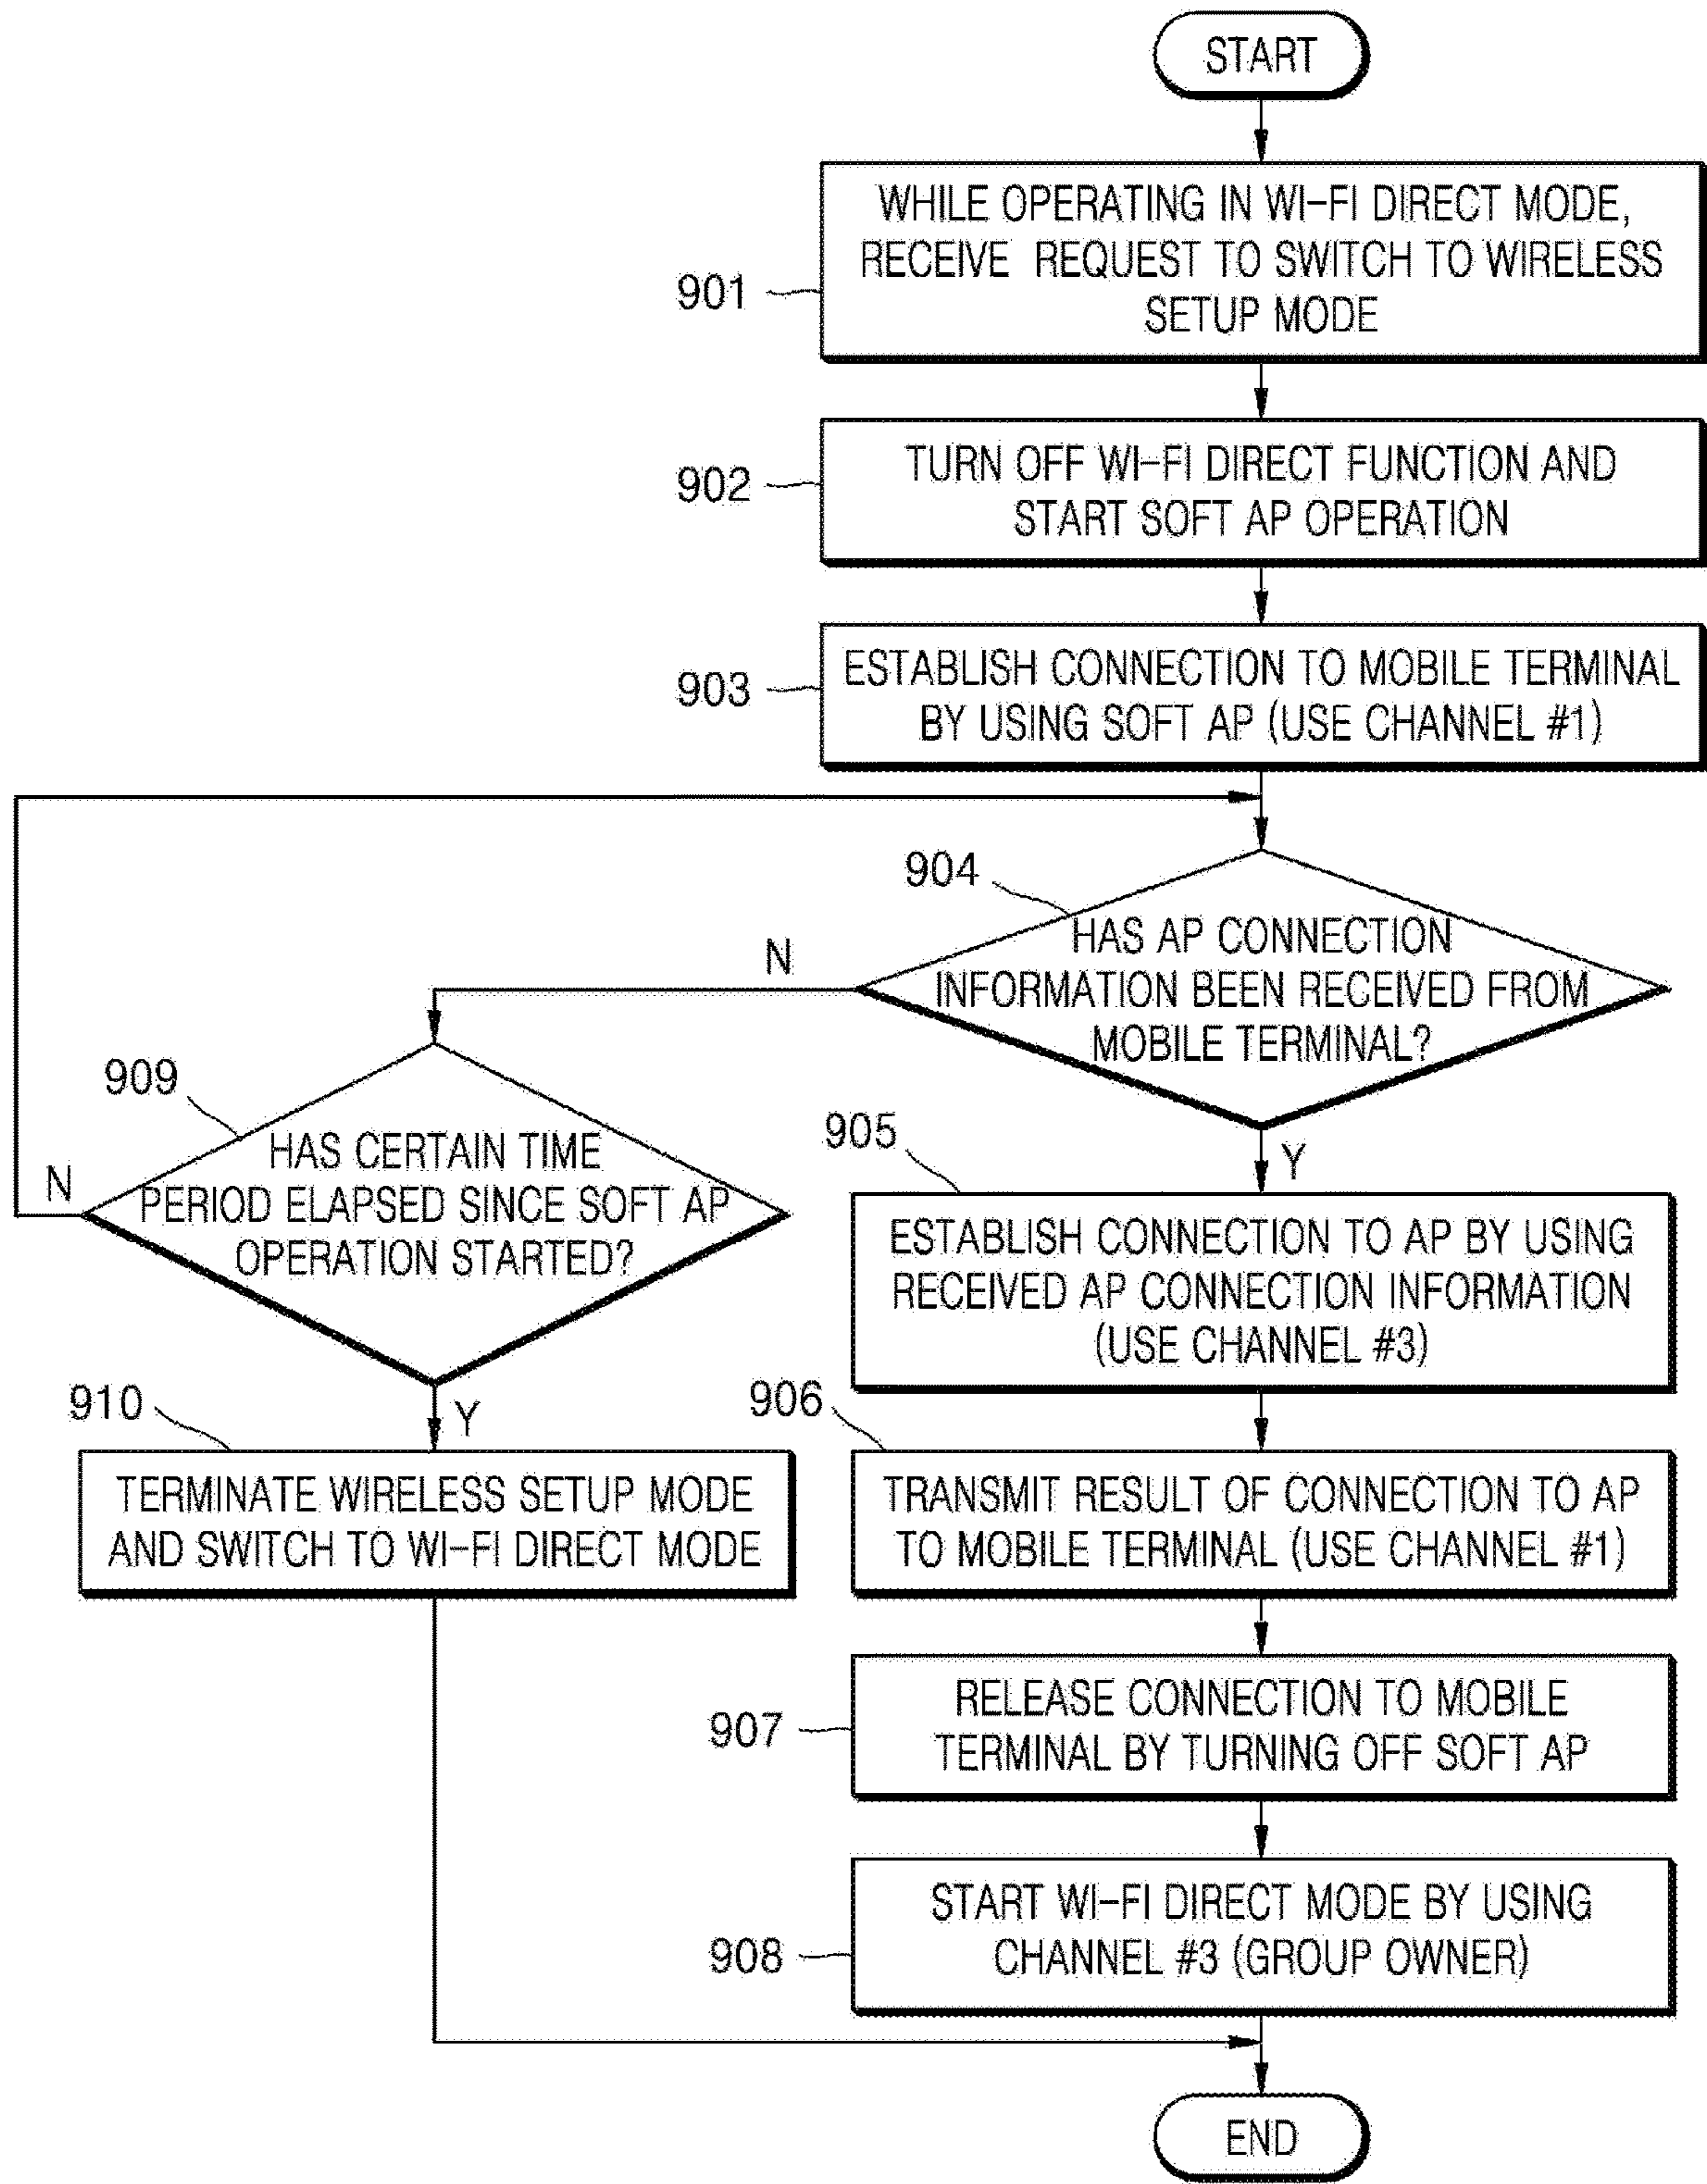 START
WHILE OPERATING IN WI-FI DIRECT MODE,
RECEIVE REQUEST TO SWITCH TO WIRELESS
SETUP MODE
901
TURN OFF WI-FI DIRECT FUNCTION AND
START SOFT AP OPERATION
902
ESTABLISH CONNECTION TO MOBILE TERMINAL
BY USING SOFT AP (USE CHANNEL #1)
903
904
HAS AP CONNECTION
INFORMATION BEEN RECEIVED FROM
MOBILE TERMINAL?
N
Y
909
HAS CERTAIN TIME
PERIOD ELAPSED SINCE SOFT AP
OPERATION STARTED?
N
Y
905
ESTABLISH CONNECTION TO AP BY USING
RECEIVED AP CONNECTION INFORMATION
(USE CHANNEL #3)
910
TERMINATE WIRELESS SETUP MODE
AND SWITCH TO WI-FI DIRECT MODE
906
TRANSMIT RESULT OF CONNECTION TO AP
TO MOBILE TERMINAL (USE CHANNEL #1)
907
RELEASE CONNECTION TO MOBILE
TERMINAL BY TURNING OFF SOFT AP
908
START WI-FI DIRECT MODE BY USING
CHANNEL #3 (GROUP OWNER)
END